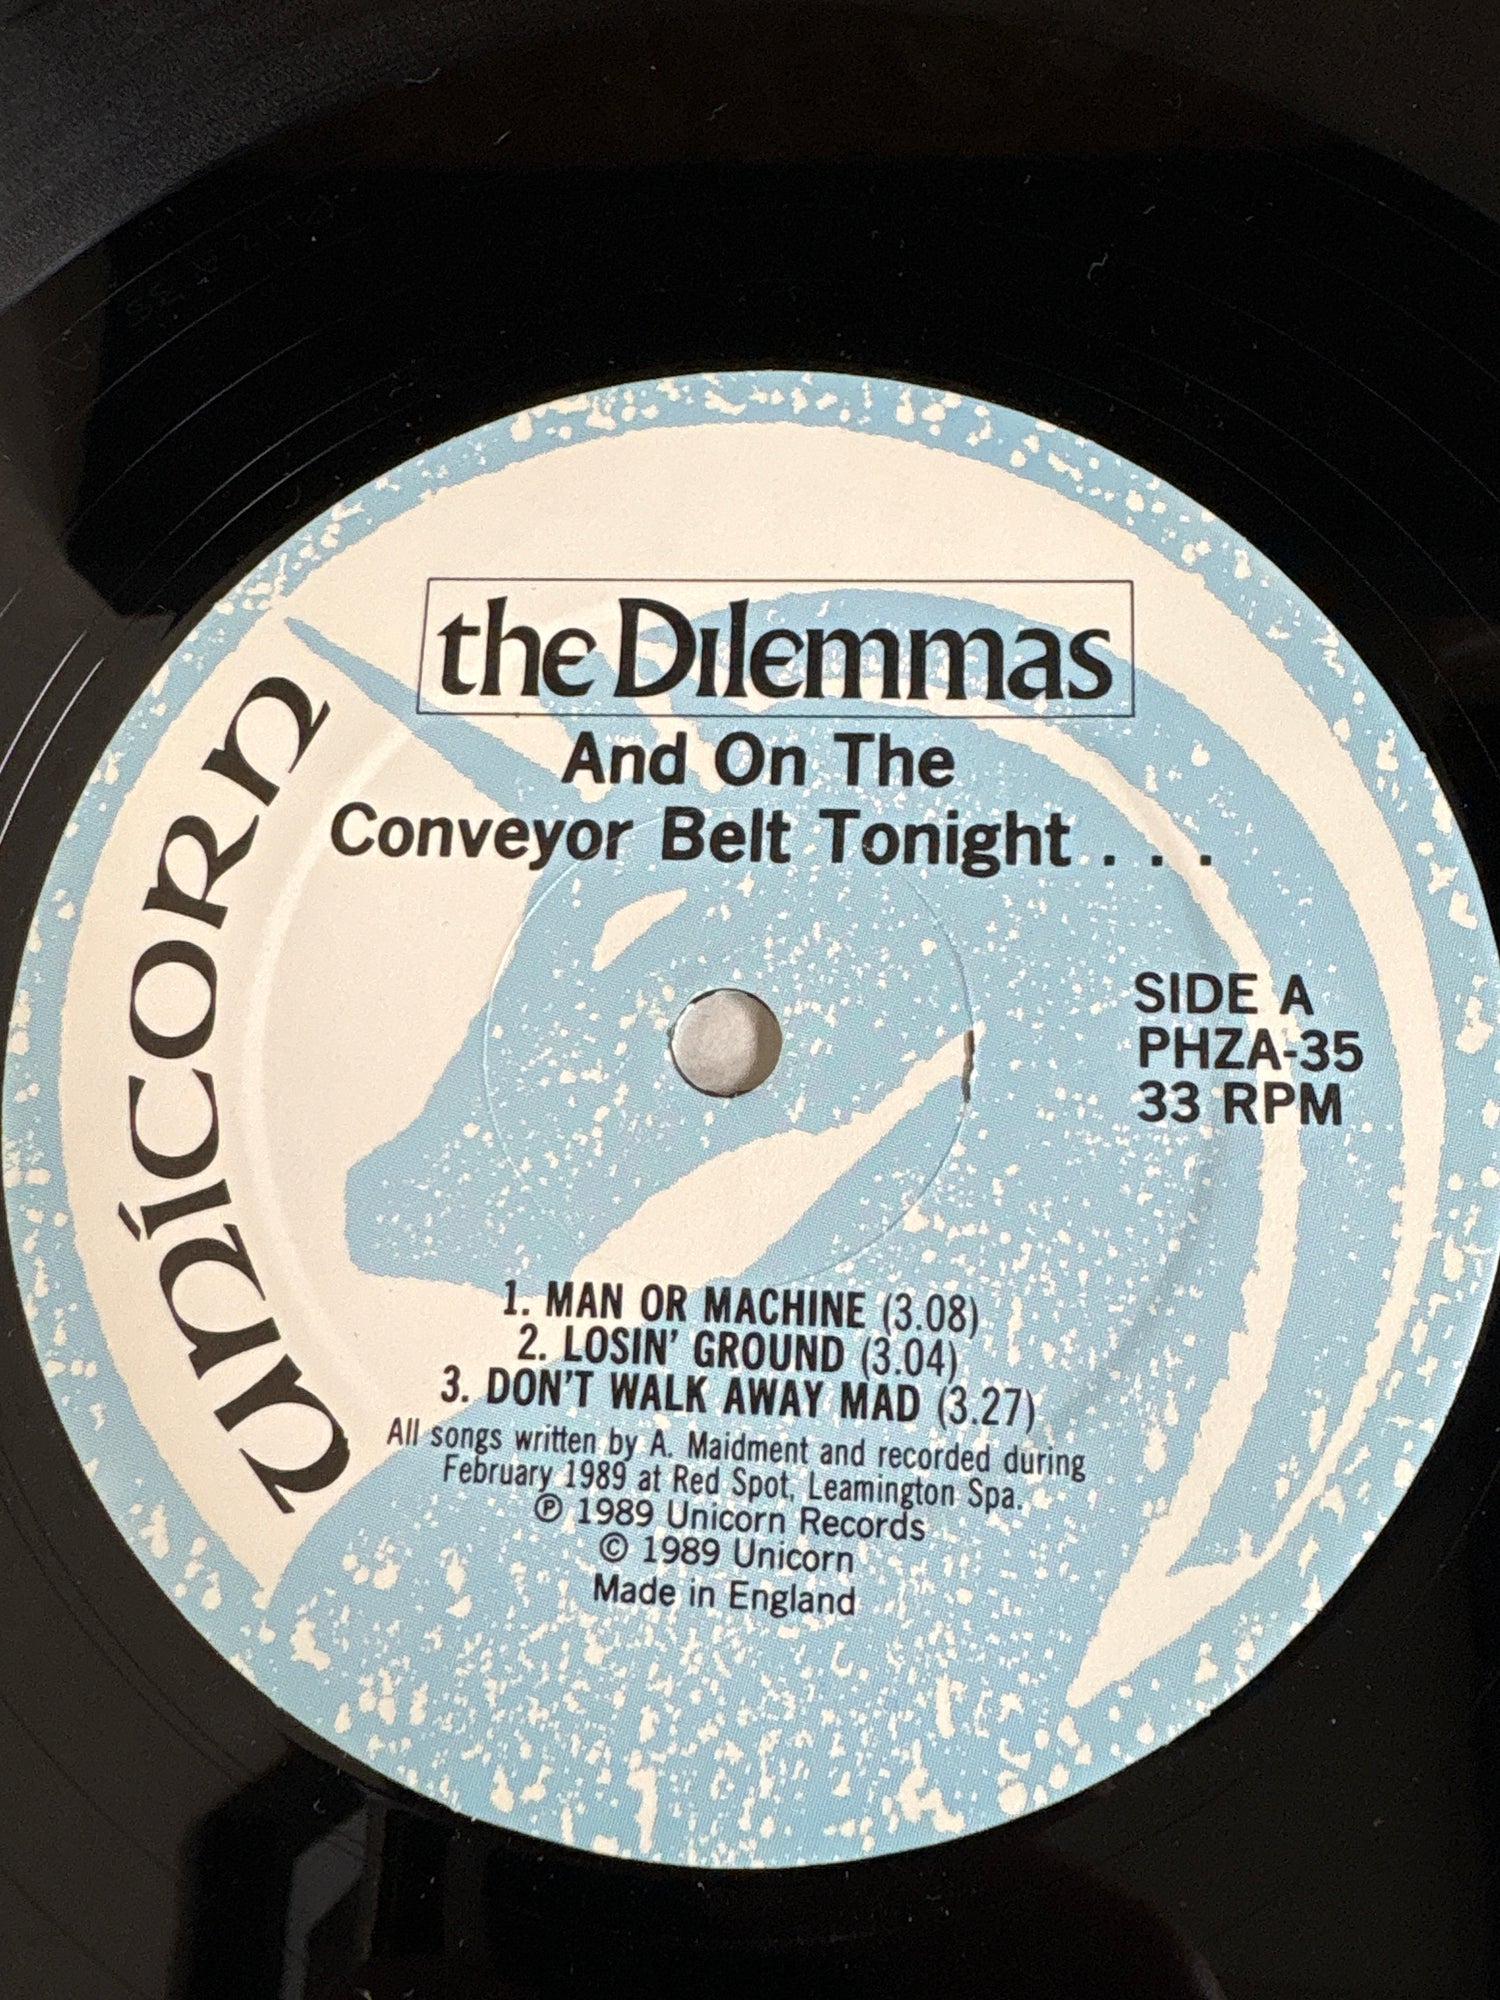 the Dilemmas
And On The
Conveyor Belt Tonight . . .
unicorn
SIDE A
PHZA-35
33 RPM
1. MAN OR MACHINE (3.08)
2. LOSIN' GROUND (3.04)
3. DON'T WALK AWAY MAD (3.27)
All songs written by A. Maidment and recorded during
February 1989 at Red Spot, Leamington Spa.
℗ 1989 Unicorn Records
© 1989 Unicorn
Made in England